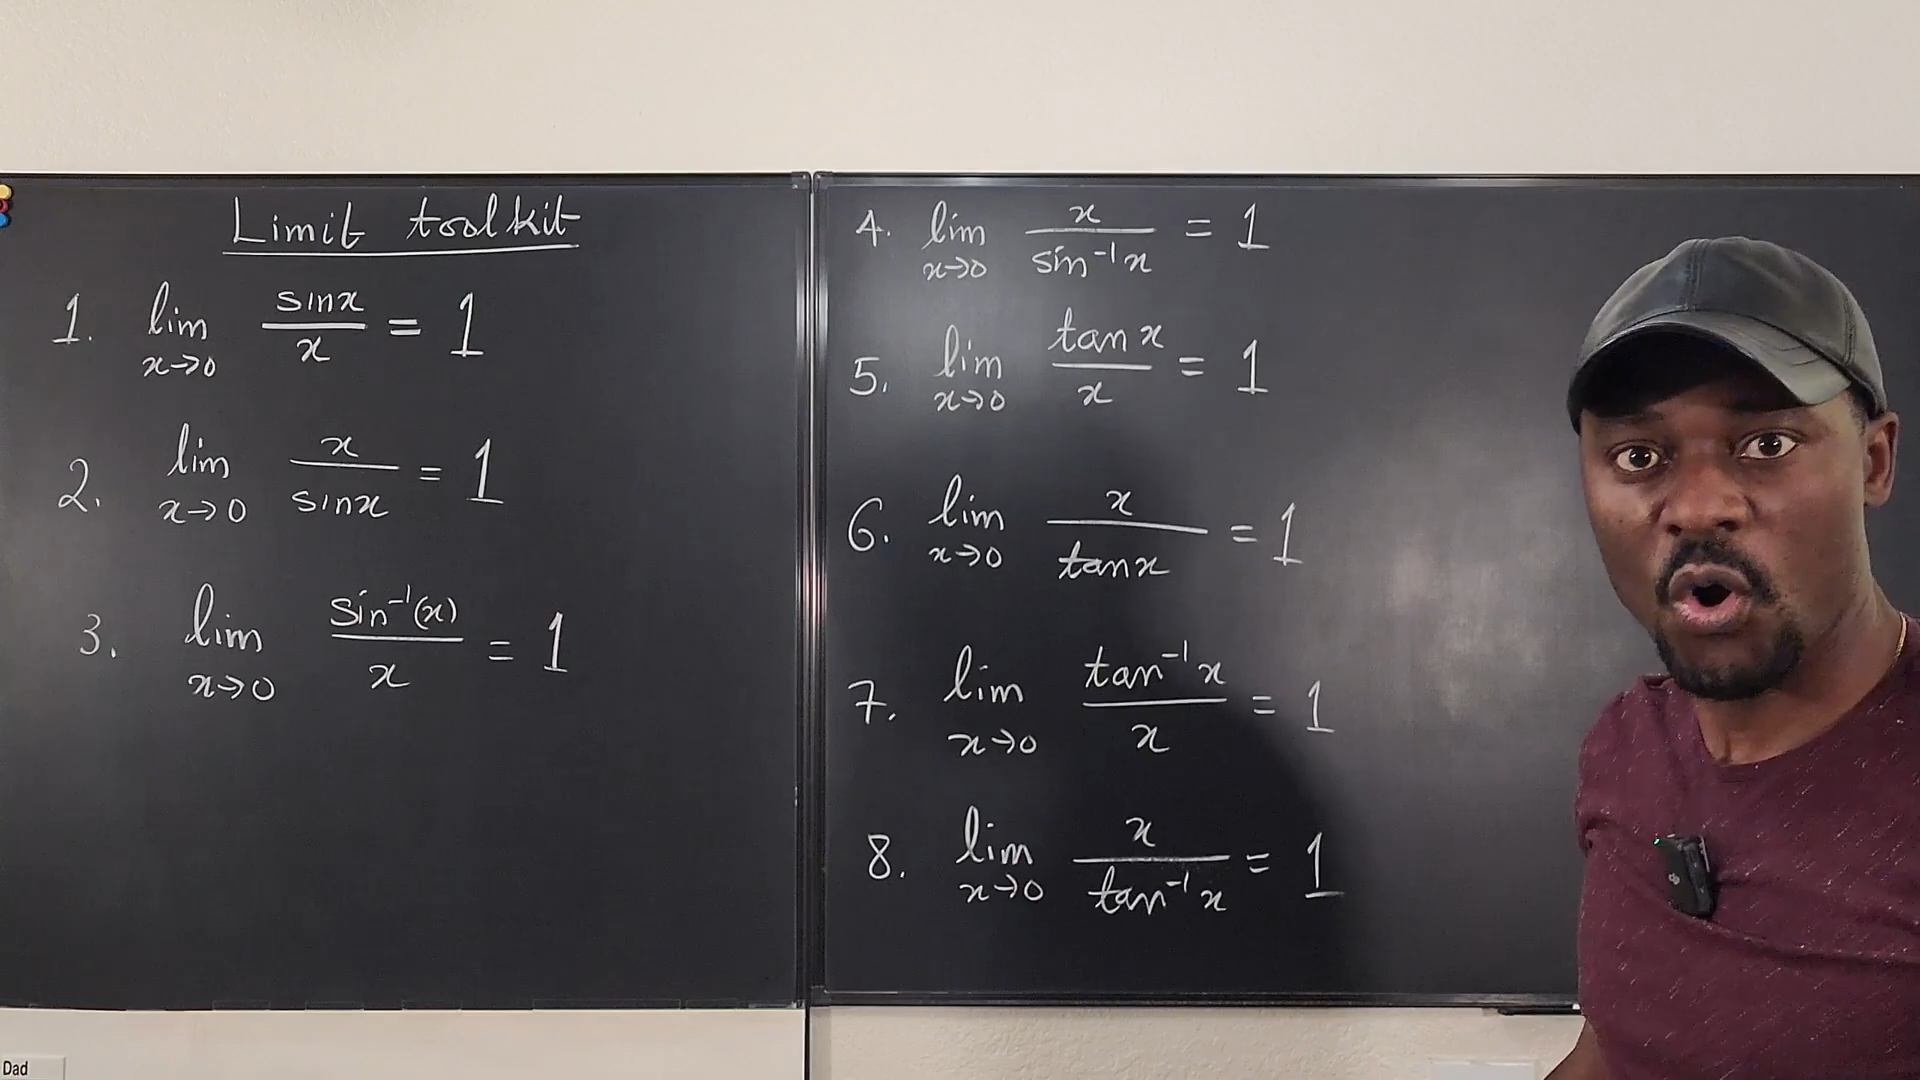 Limit toolkit
1. lim x→0 sinx/x = 1
2. lim x→0 x/sinx = 1
3. lim x→0 sin⁻¹(x)/x = 1
4. lim x→0 x/sin⁻¹x = 1
5. lim x→0 tanx/x = 1
6. lim x→0 x/tanx = 1
7. lim x→0 tan⁻¹x/x = 1
8. lim x→0 x/tan⁻¹x = 1
Dad